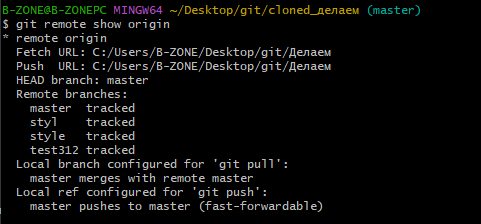 B-ZONE@B-ZONEPC MINGW64 ~/Desktop/git/cloned_делаем (master)
$ git remote show origin
* remote origin
  Fetch URL: C:/Users/B-ZONE/Desktop/git/Делаем
  Push  URL: C:/Users/B-ZONE/Desktop/git/Делаем
  HEAD branch: master
  Remote branches:
    master  tracked
    styl    tracked
    style   tracked
    test312 tracked
  Local branch configured for 'git pull':
    master merges with remote master
  Local ref configured for 'git push':
    master pushes to master (fast-forwardable)